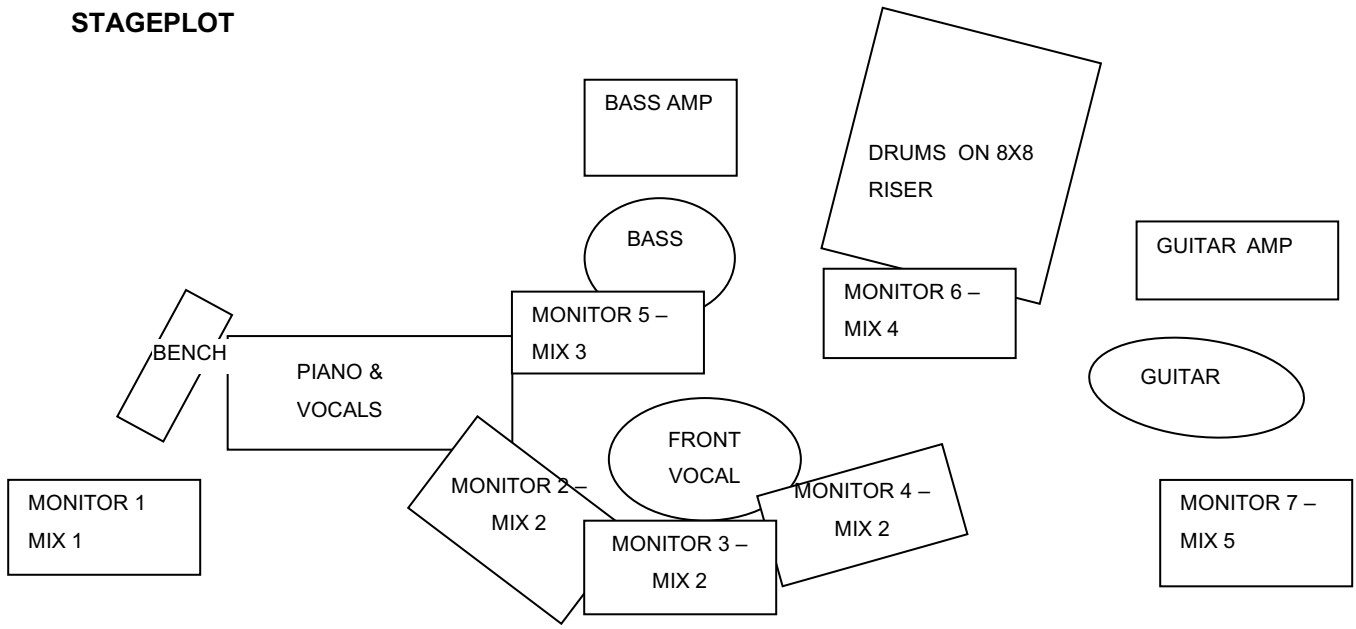 STAGEPLOT
BASS AMP
DRUMS ON 8X8
RISER
BASS
GUITAR AMP
MONITOR 5 –
MIX 3
MONITOR 6 –
MIX 4
BENCH
PIANO &
VOCALS
GUITAR
FRONT
VOCAL
MONITOR 1
MIX 1
MONITOR 2 –
MIX 2
MONITOR 3 –
MIX 2
MONITOR 4 –
MIX 2
MONITOR 7 –
MIX 5